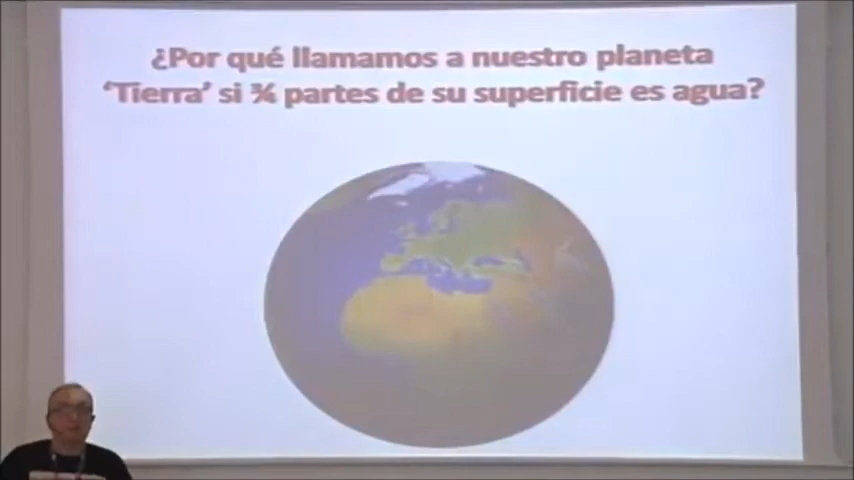 ¿Por qué llamamos a nuestro planeta
‘Tierra’ si ¾ partes de su superficie es agua?